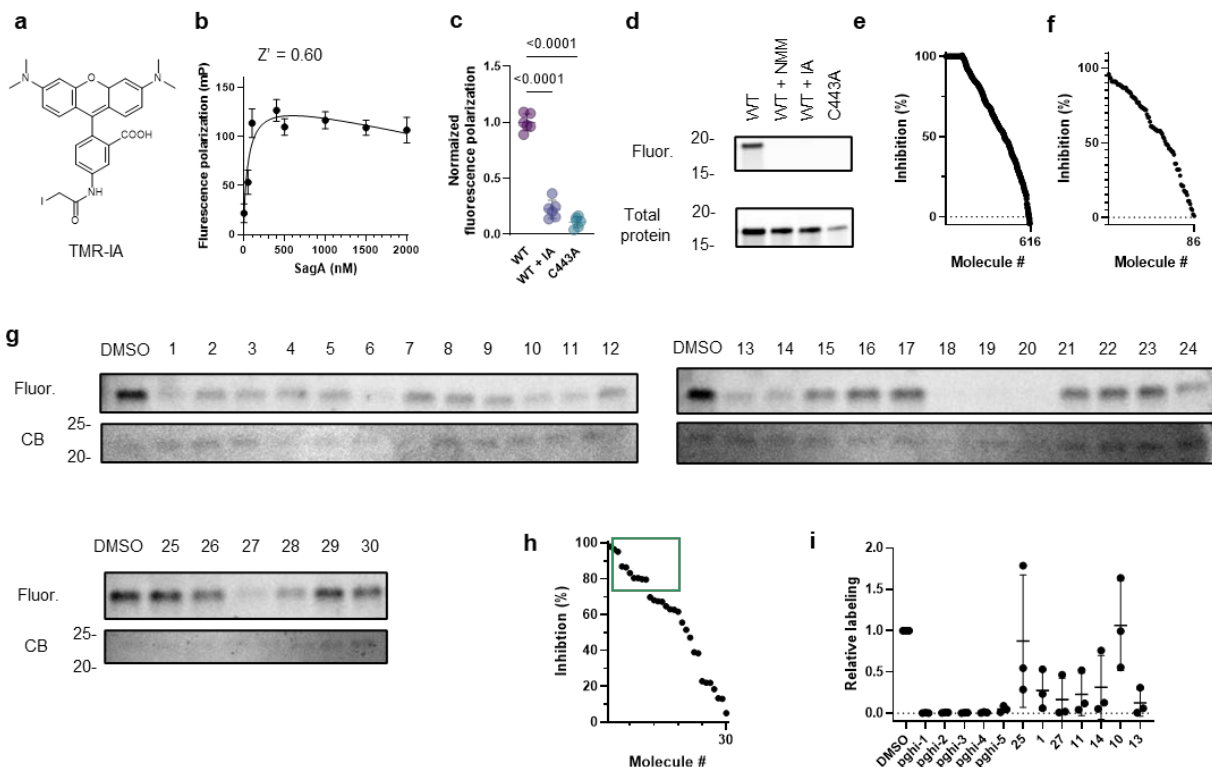 a
N
O
N
COOH
I
NH
O
TMR-IA
b
Z' = 0.60
Flurescence polarization (mP)
200
150
100
50
0
0 500 1000 1500 2000
SagA (nM)
c
<0.0001
<0.0001
Normalized
fluorescence polarization
1.5
1.0
0.5
0.0
WT
WT + IA
C443A
d
WT
WT + NMM
WT + IA
C443A
Fluor.
20-
15-
Total
protein
20-
15-
e
Inhibition (%)
100
50
0
616
Molecule #
f
Inhibition (%)
100
50
0
86
Molecule #
g
DMSO 1 2 3 4 5 6 7 8 9 10 11 12
Fluor.
CB
25-
20-
DMSO 13 14 15 16 17 18 19 20 21 22 23 24
DMSO 25 26 27 28 29 30
Fluor.
CB
25-
20-
h
Inhibtion (%)
100
80
60
40
20
0
30
Molecule #
i
Relative labeling
2.0
1.5
1.0
0.5
0.0
DMSO
pghi-1
pghi-2
pghi-3
pghi-4
pghi-5
25
1
27
11
14
10
13